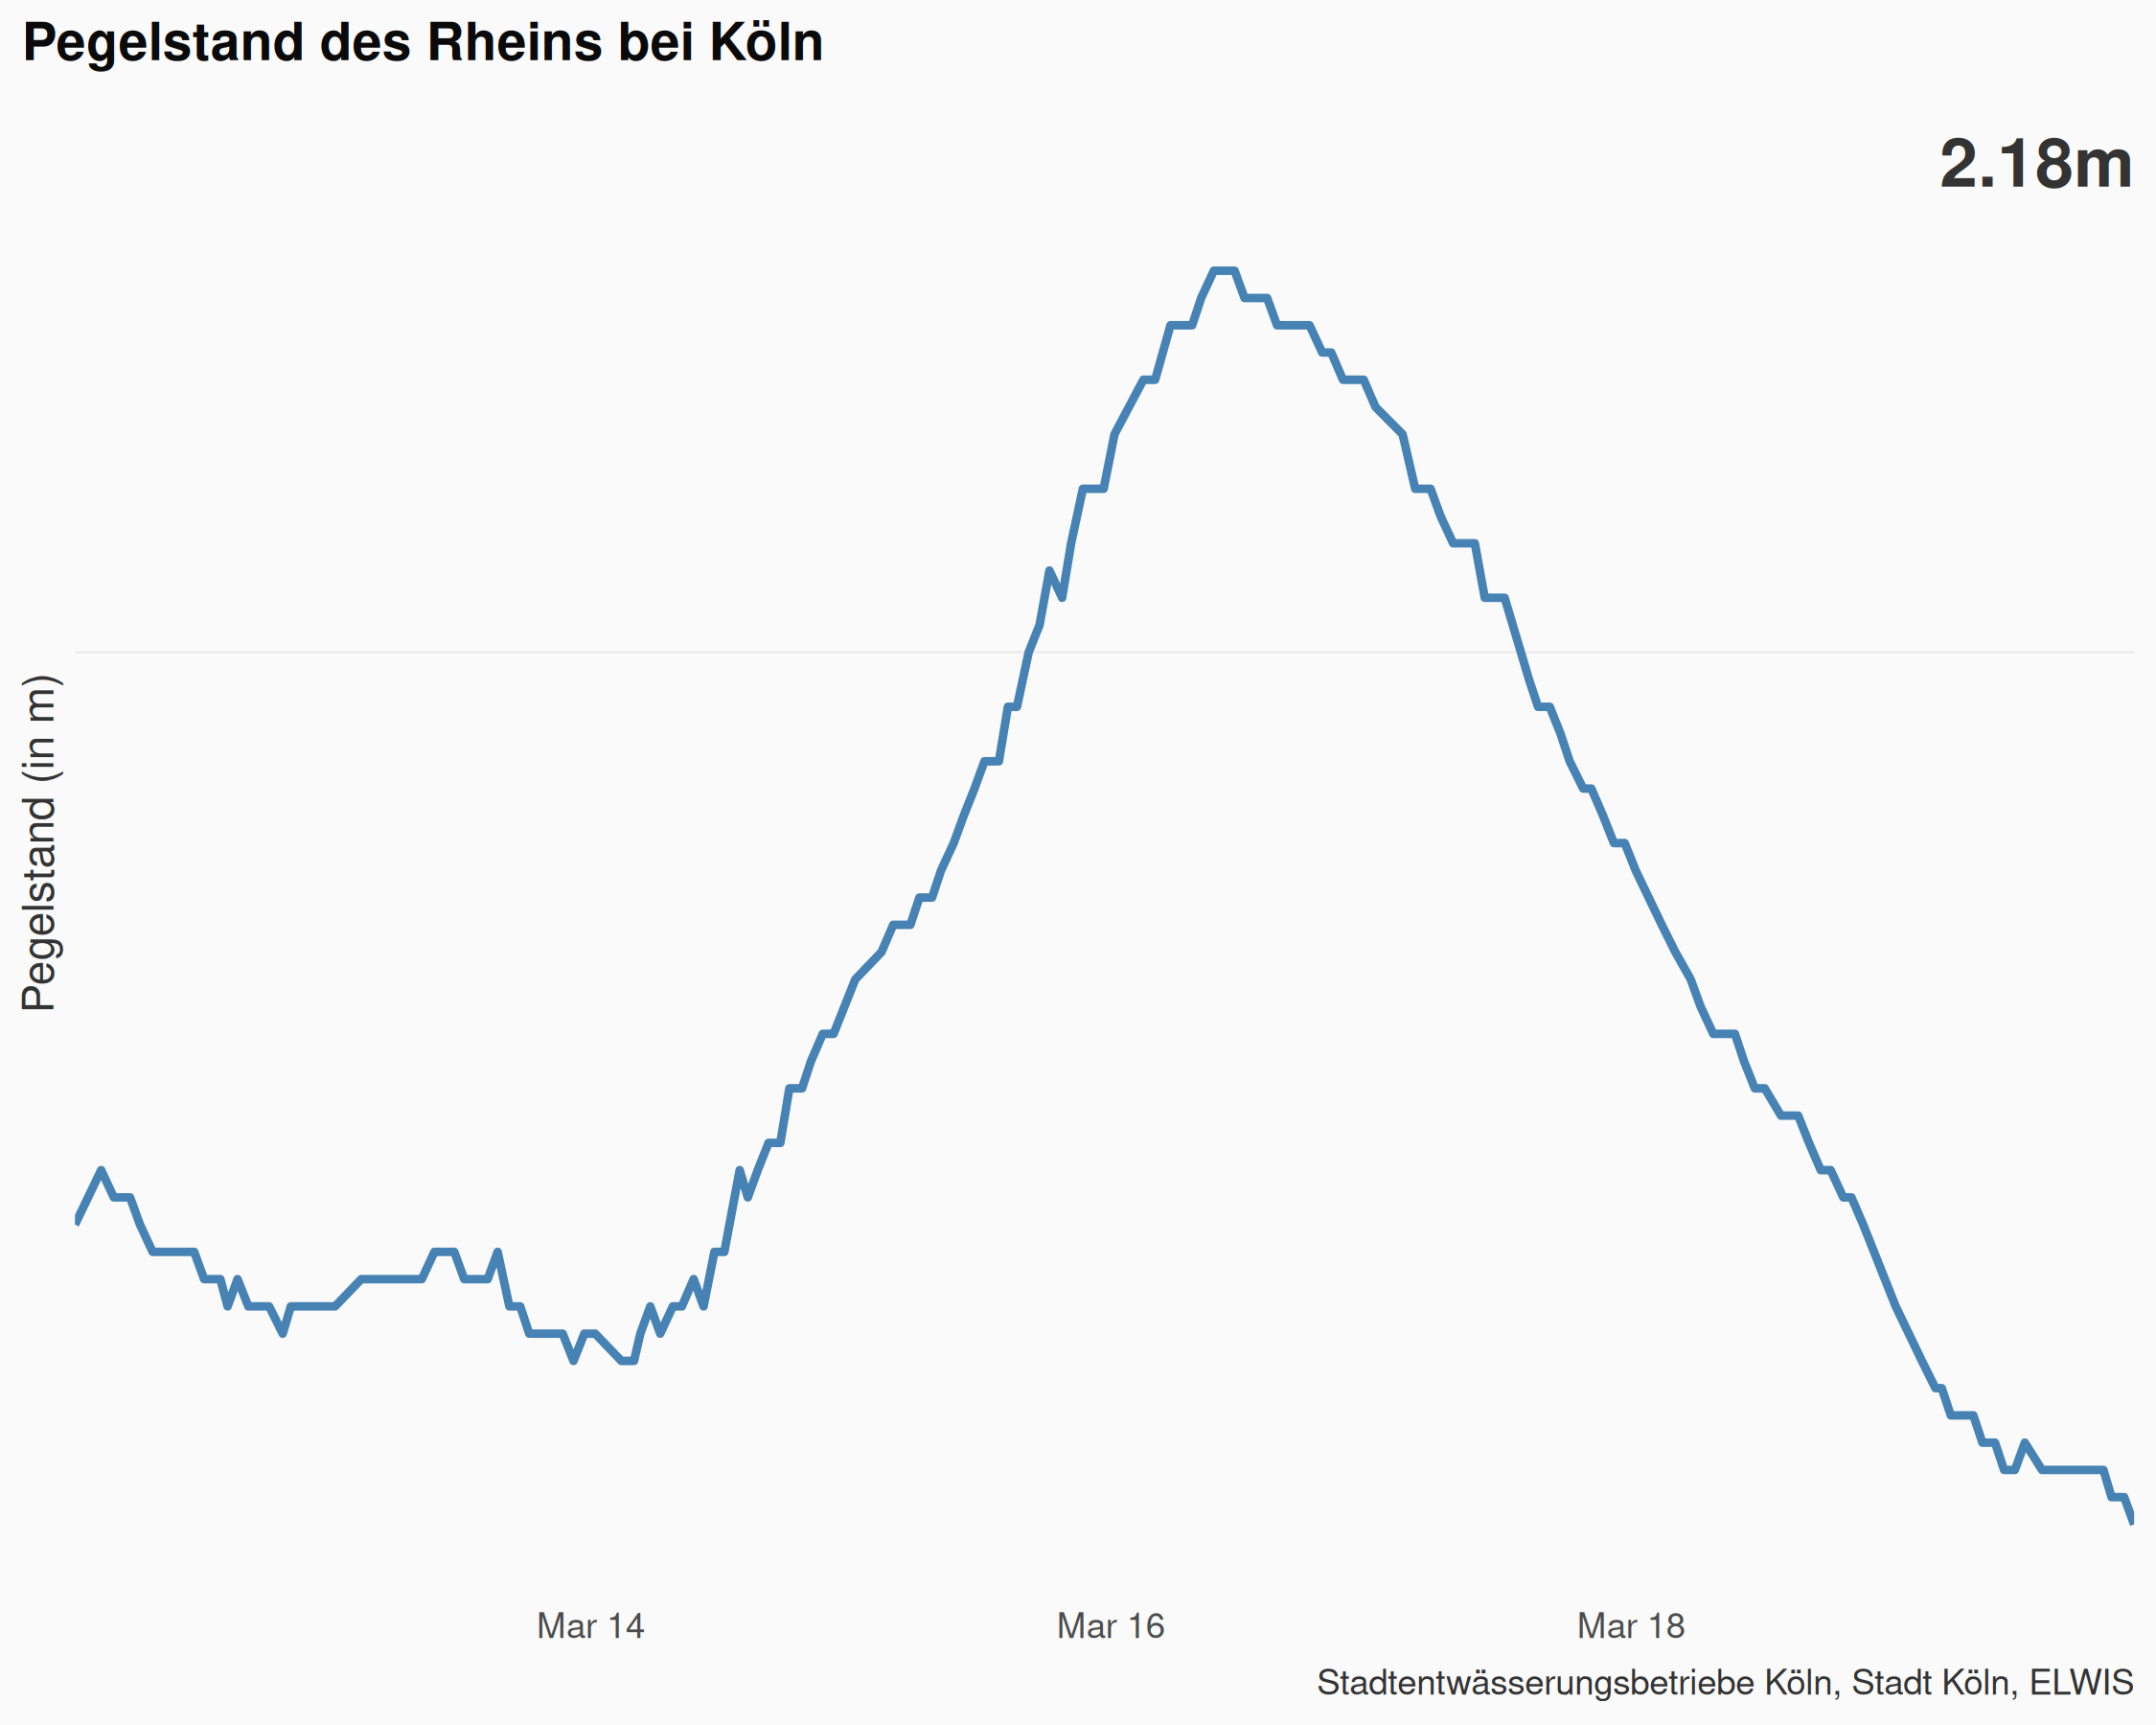 Pegelstand des Rheins bei Köln
2.18m
Pegelstand (in m)
Mar 14
Mar 16
Mar 18
Stadtentwässerungsbetriebe Köln, Stadt Köln, ELWIS